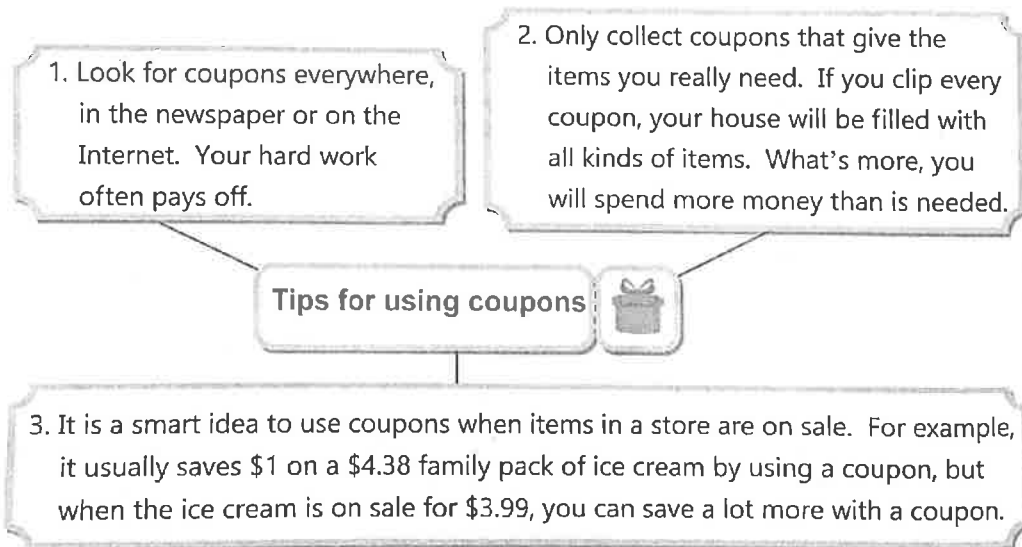 1. Look for coupons everywhere,
in the newspaper or on the
Internet. Your hard work
often pays off.
2. Only collect coupons that give the
items you really need. If you clip every
coupon, your house will be filled with
all kinds of items. What's more, you
will spend more money than is needed.
Tips for using coupons
3. It is a smart idea to use coupons when items in a store are on sale. For example,
it usually saves $1 on a $4.38 family pack of ice cream by using a coupon, but
when the ice cream is on sale for $3.99, you can save a lot more with a coupon.